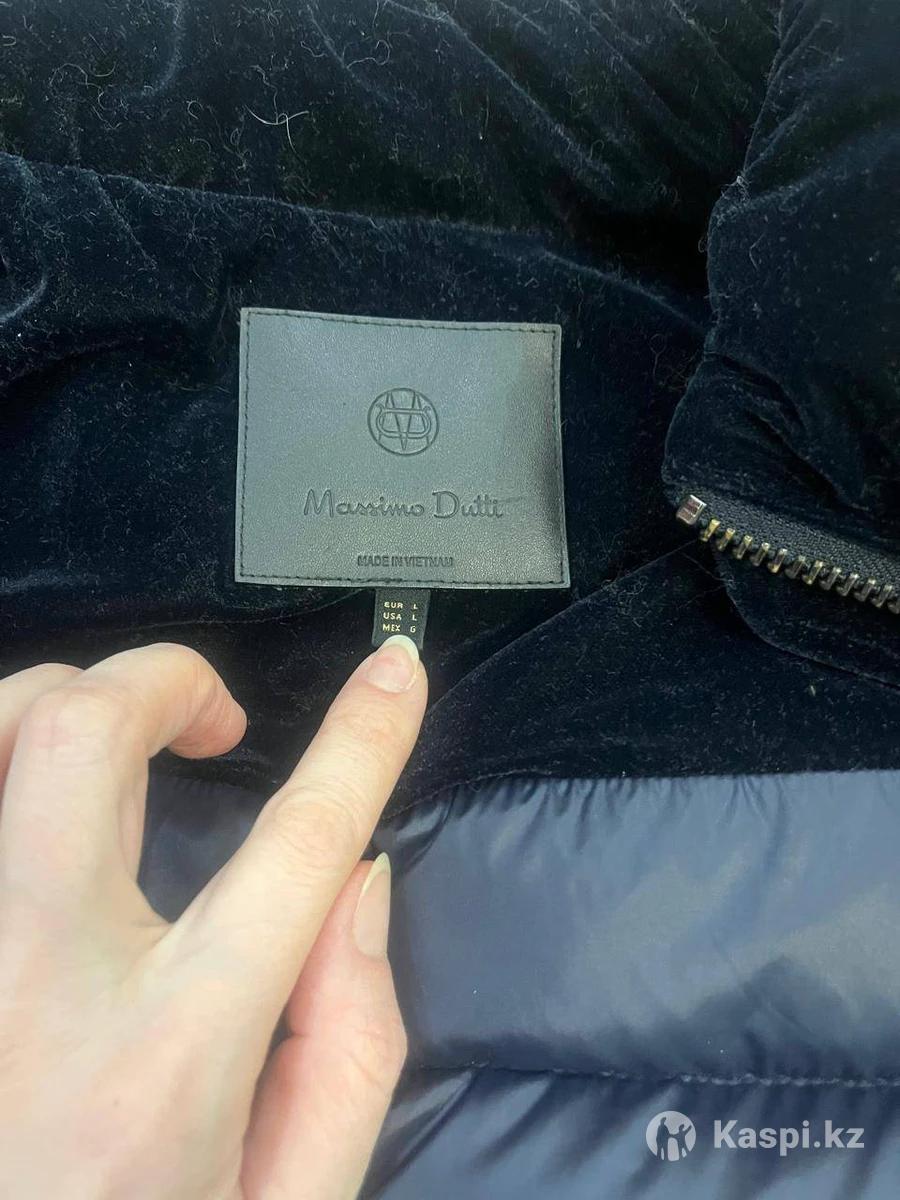 Massimo Dutti
MADE IN VIETNAM
EUR L
USA L
MEX G
Kaspi.kz